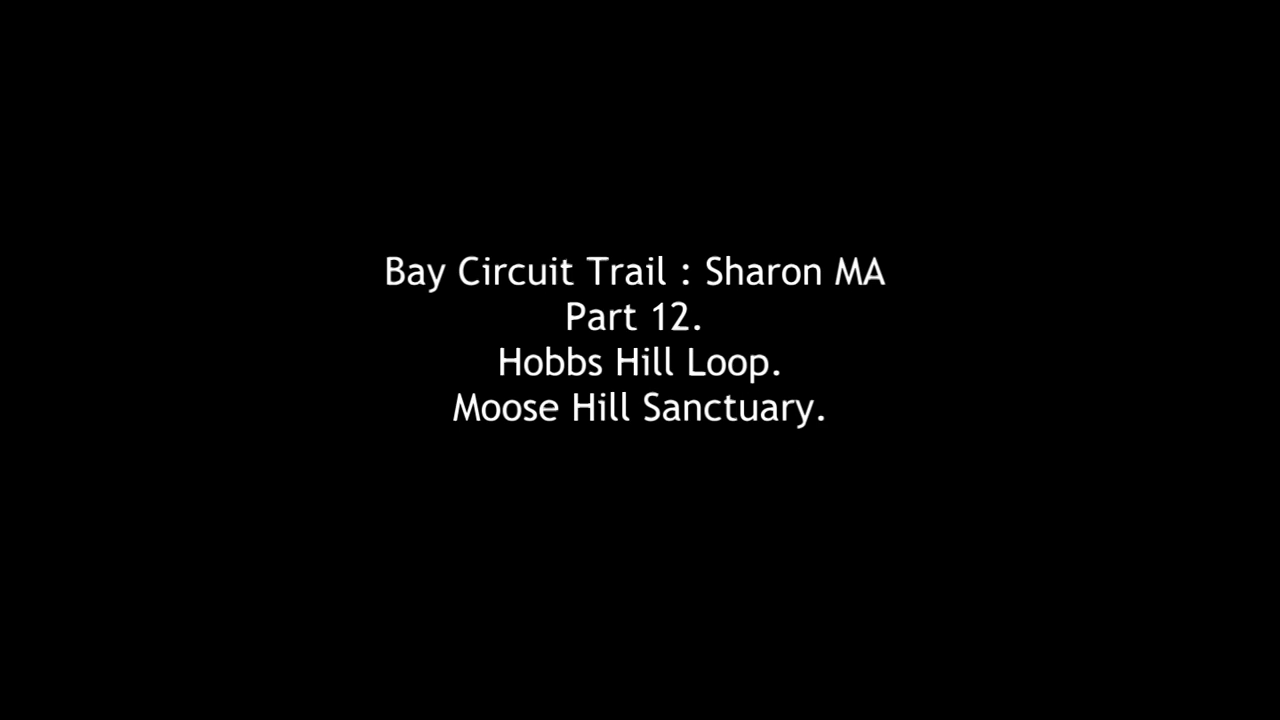 Bay Circuit Trail : Sharon MA
Part 12.
Hobbs Hill Loop.
Moose Hill Sanctuary.